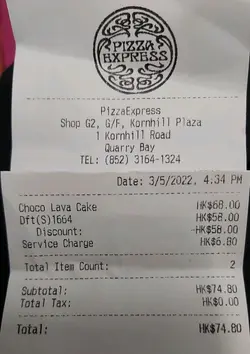 PIZZA
EXPRESS
PizzaExpress
Shop G2, G/F, Kornhill Plaza
1 Kornhill Road
Quarry Bay
TEL: (852) 3164-1324
Date: 3/5/2022, 4:34 PM
Choco Lava Cake HK$68.00
Dft(S)1664 HK$58.00
Discount: -HK$58.00
Service Charge HK$6.80
Total Item Count: 2
Subtotal: HK$74.80
Total Tax: HK$0.00
Total: HK$74.80